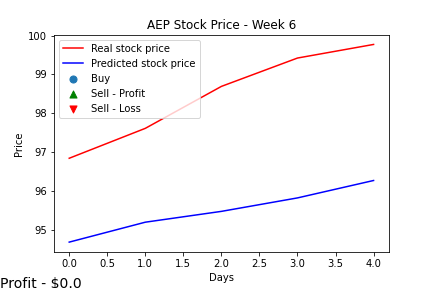 AEP Stock Price - Week 6
Real stock price
Predicted stock price
Buy
Sell - Profit
Sell - Loss
Price
100
99
98
97
96
95
0.0 0.5 1.0 1.5 2.0 2.5 3.0 3.5 4.0
Days
Profit - $0.0